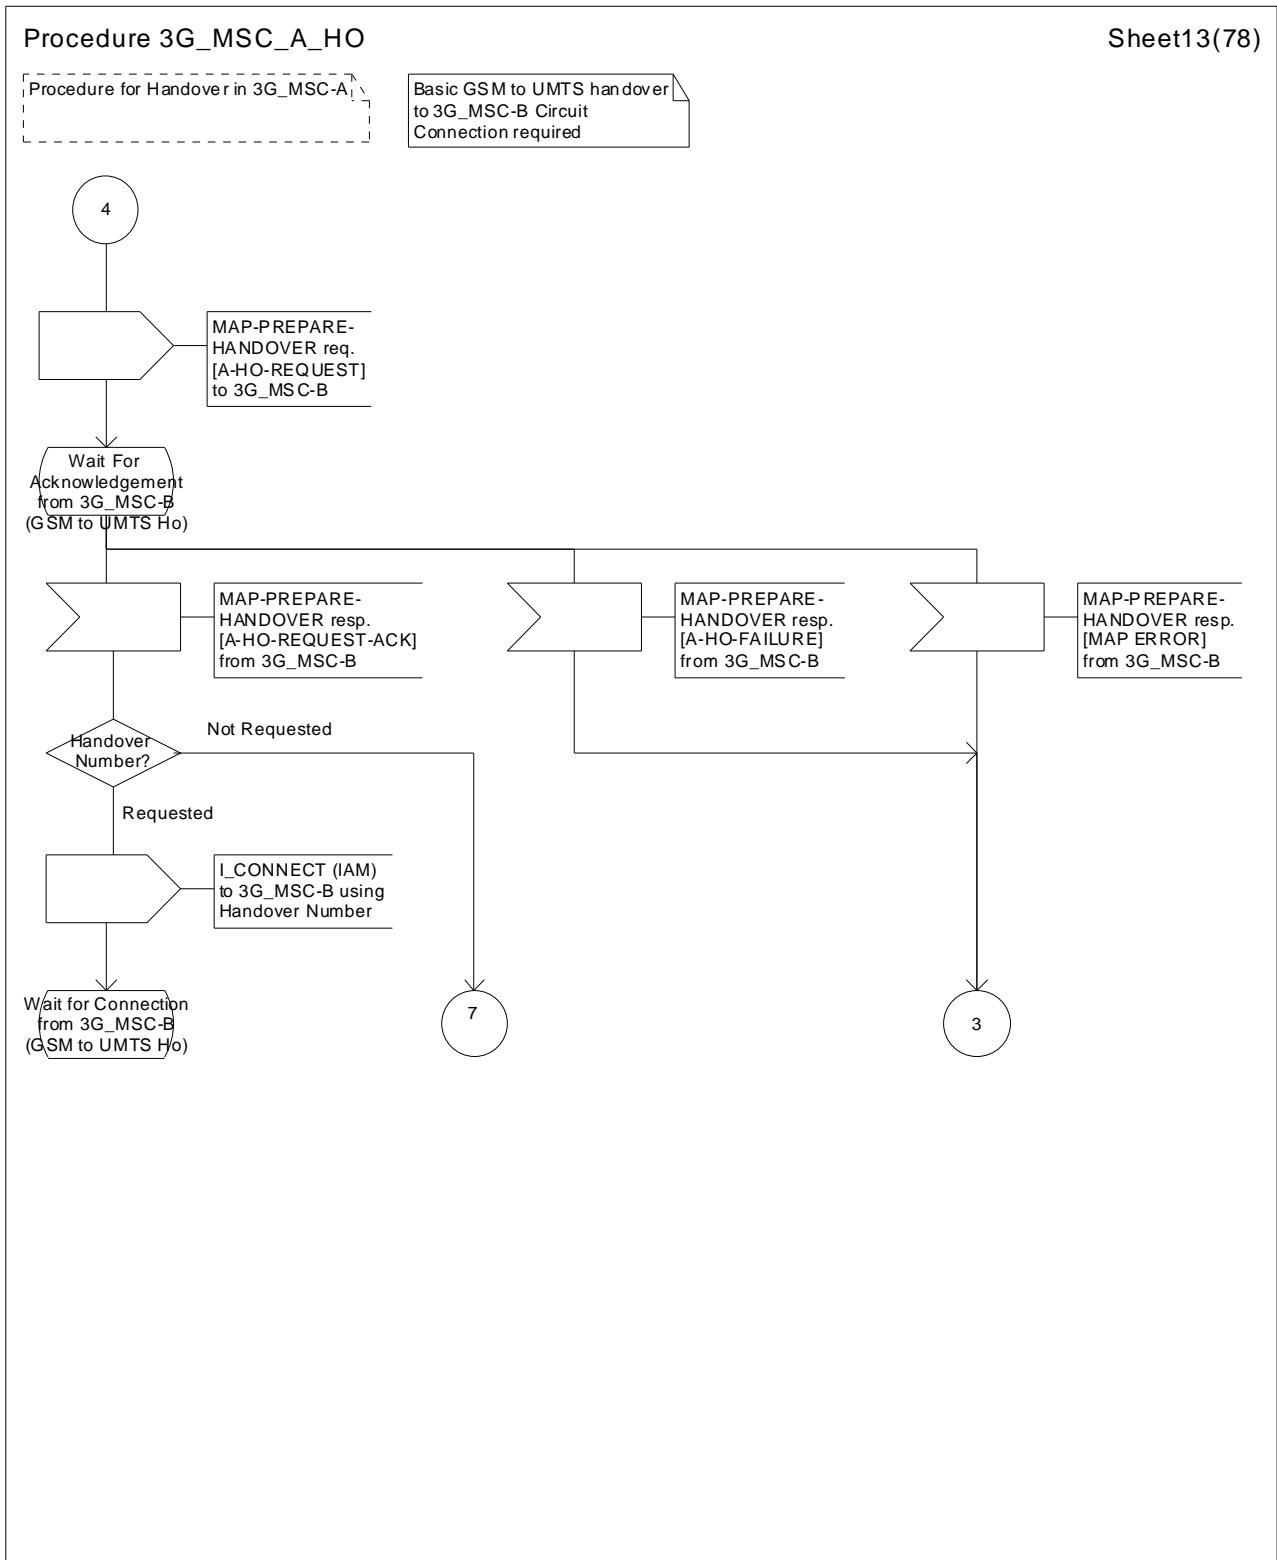 Procedure 3G_MSC_A_HO
Sheet13(78)
Procedure for Handover in 3G_MSC-A
Basic GSM to UMTS handover
to 3G_MSC-B Circuit
Connection required
4
MAP-PREPARE-
HANDOVER req.
[A-HO-REQUEST]
to 3G_MSC-B
Wait For
Acknowledgement
from 3G_MSC-B
(GSM to UMTS Ho)
MAP-PREPARE-
HANDOVER resp.
[A-HO-REQUEST-ACK]
from 3G_MSC-B
MAP-PREPARE-
HANDOVER resp.
[A-HO-FAILURE]
from 3G_MSC-B
MAP-PREPARE-
HANDOVER resp.
[MAP ERROR]
from 3G_MSC-B
Handover
Number?
Not Requested
Requested
I_CONNECT (IAM)
to 3G_MSC-B using
Handover Number
Wait for Connection
from 3G_MSC-B
(GSM to UMTS Ho)
7
3